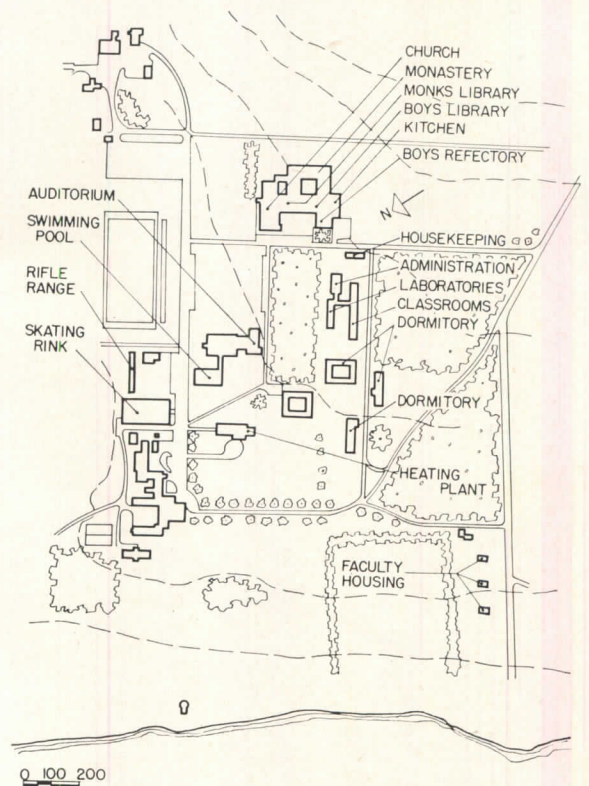 CHURCH
MONASTERY
MONKS LIBRARY
BOYS LIBRARY
KITCHEN
BOYS REFECTORY
N
AUDITORIUM
SWIMMING
POOL
RIFLE
RANGE
SKATING
RINK
HOUSEKEEPING
ADMINISTRATION
LABORATORIES
CLASSROOMS
DORMITORY
DORMITORY
HEATING
PLANT
FACULTY
HOUSING
0 100 200